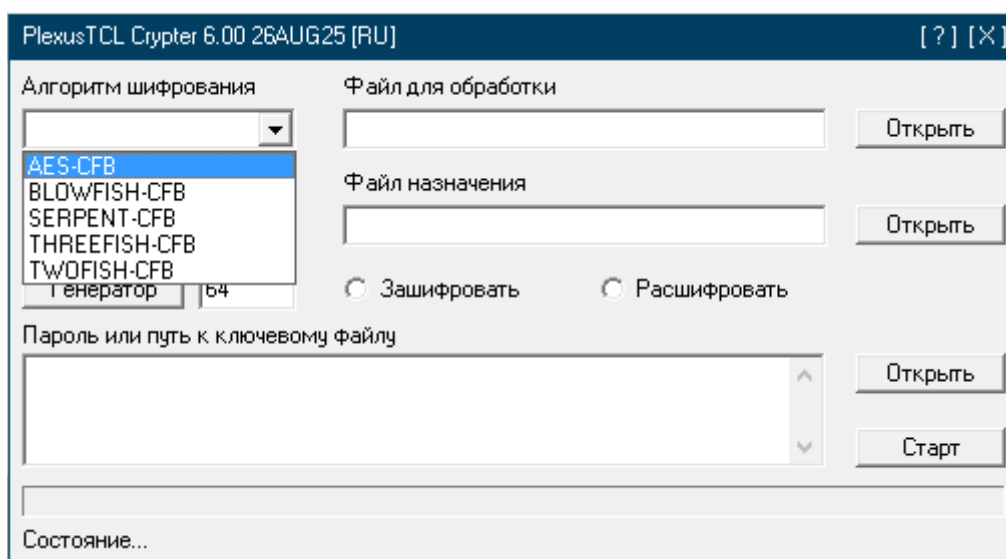 PlexusTCL Crypter 6.00 26AUG25 [RU] [?] [X]
Алгоритм шифрования
Файл для обработки
Открыть
AES-CFB
BLOWFISH-CFB
SERPENT-CFB
THREEFISH-CFB
TWOFISH-CFB
Файл назначения
Открыть
Генератор 64
Зашифровать Расшифровать
Пароль или путь к ключевому файлу
Открыть
Старт
Состояние...